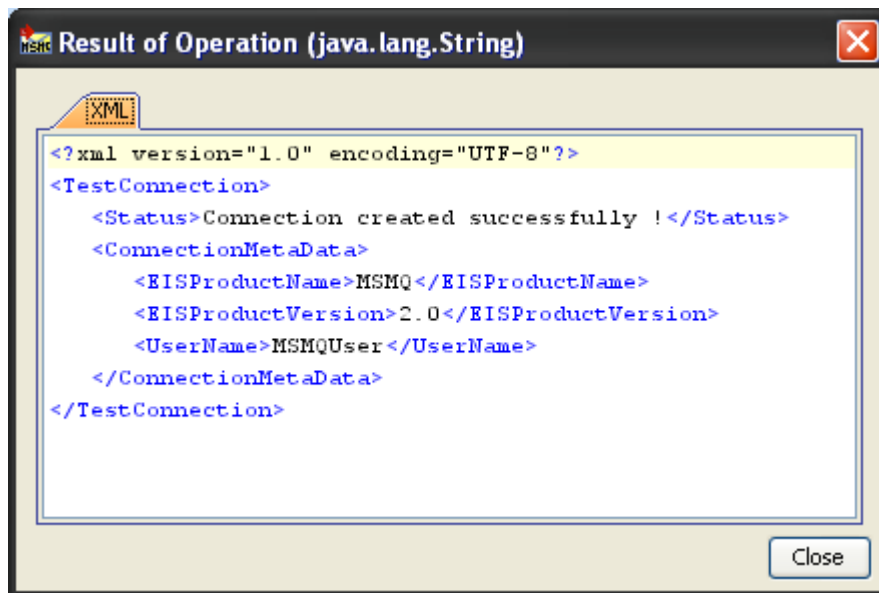 Result of Operation (java.lang.String)
XML
<?xml version="1.0" encoding="UTF-8"?>
<TestConnection>
<Status>Connection created successfully !</Status>
<ConnectionMetaData>
<EISProductName>MSMQ</EISProductName>
<EISProductVersion>2.0</EISProductVersion>
<UserName>MSMQUser</UserName>
</ConnectionMetaData>
</TestConnection>
Close